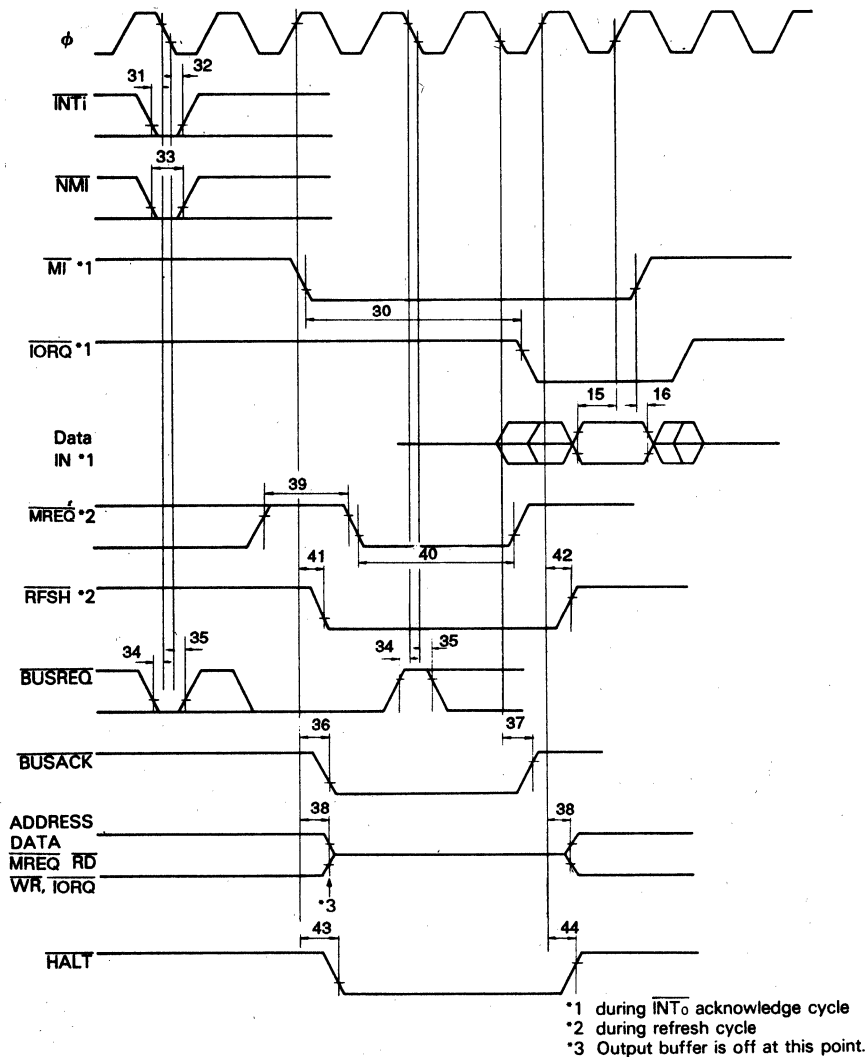 φ
31 32
INTi
33
NMI
MI *1
30
IORQ *1
15 16
Data
IN *1
39
MREQ *2
40
41 42
RFSH *2
34 35 34 35
BUSREQ
36 37
BUSACK
38 38
ADDRESS
DATA
MREQ RD
WR, IORQ
*3
43 44
HALT
*1 during INT0 acknowledge cycle
*2 during refresh cycle
*3 Output buffer is off at this point.